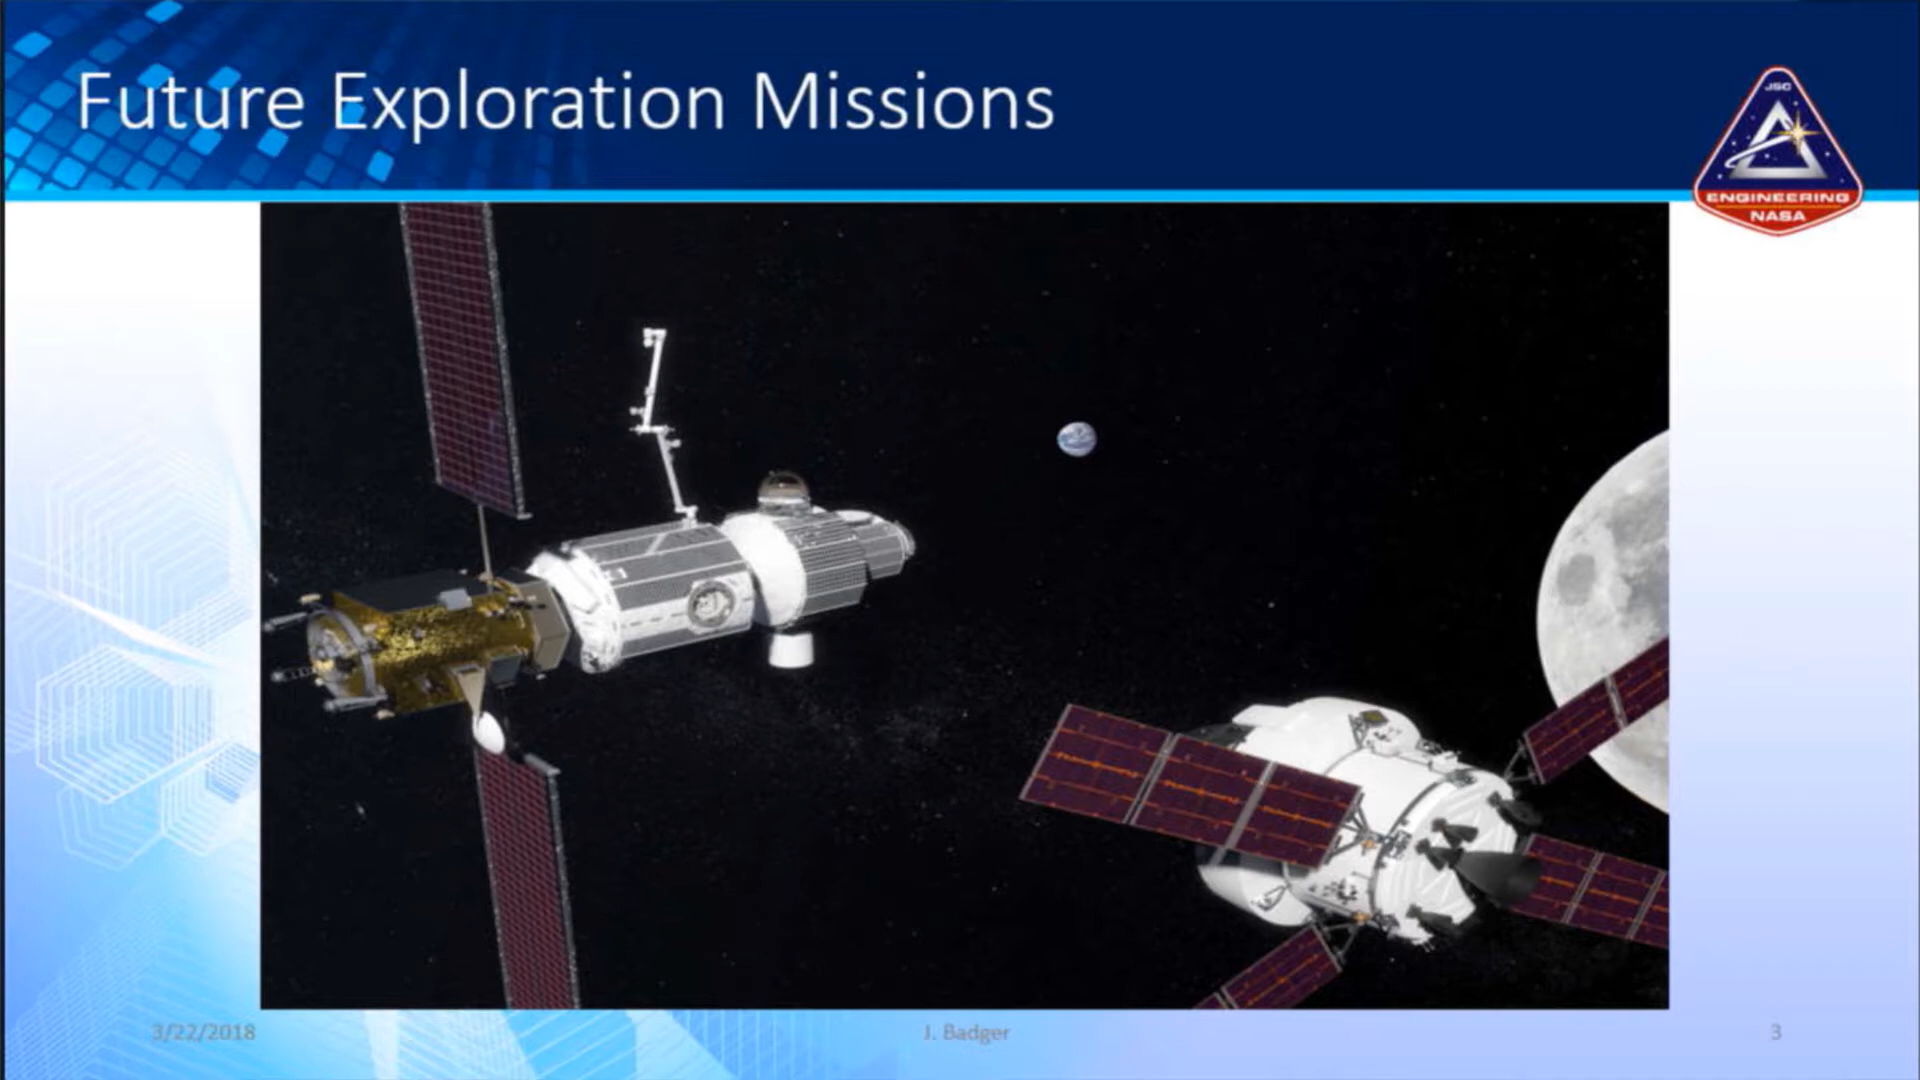 Future Exploration Missions
JSC
ENGINEERING
NASA
3/22/2018
J. Badger
3